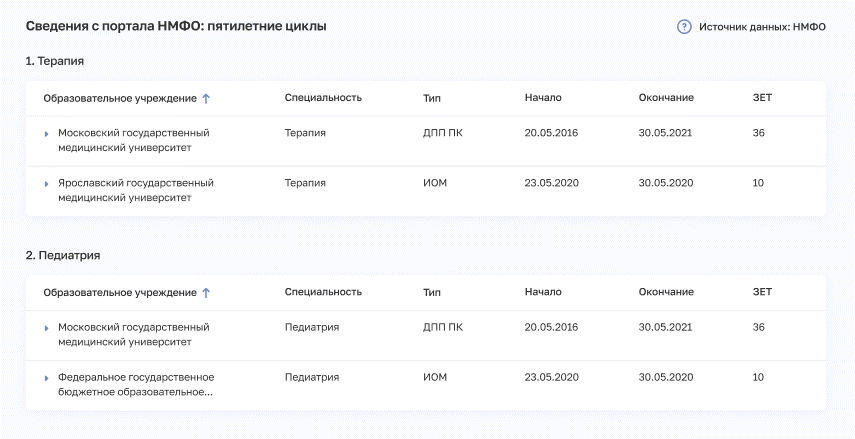 Сведения с портала НМФО: пятилетние циклы
? Источник данных: НМФО
1. Терапия
Образовательное учреждение Специальность Тип Начало Окончание ЗЕТ
Московский государственный Терапия ДПП ПК 20.05.2016 30.05.2021 36
медицинский университет
Ярославский государственный Терапия ИОМ 23.05.2020 30.05.2020 10
медицинский университет
2. Педиатрия
Образовательное учреждение Специальность Тип Начало Окончание ЗЕТ
Московский государственный Педиатрия ДПП ПК 20.05.2016 30.05.2021 36
медицинский университет
Федеральное государственное Педиатрия ИОМ 23.05.2020 30.05.2020 10
бюджетное образовательное...